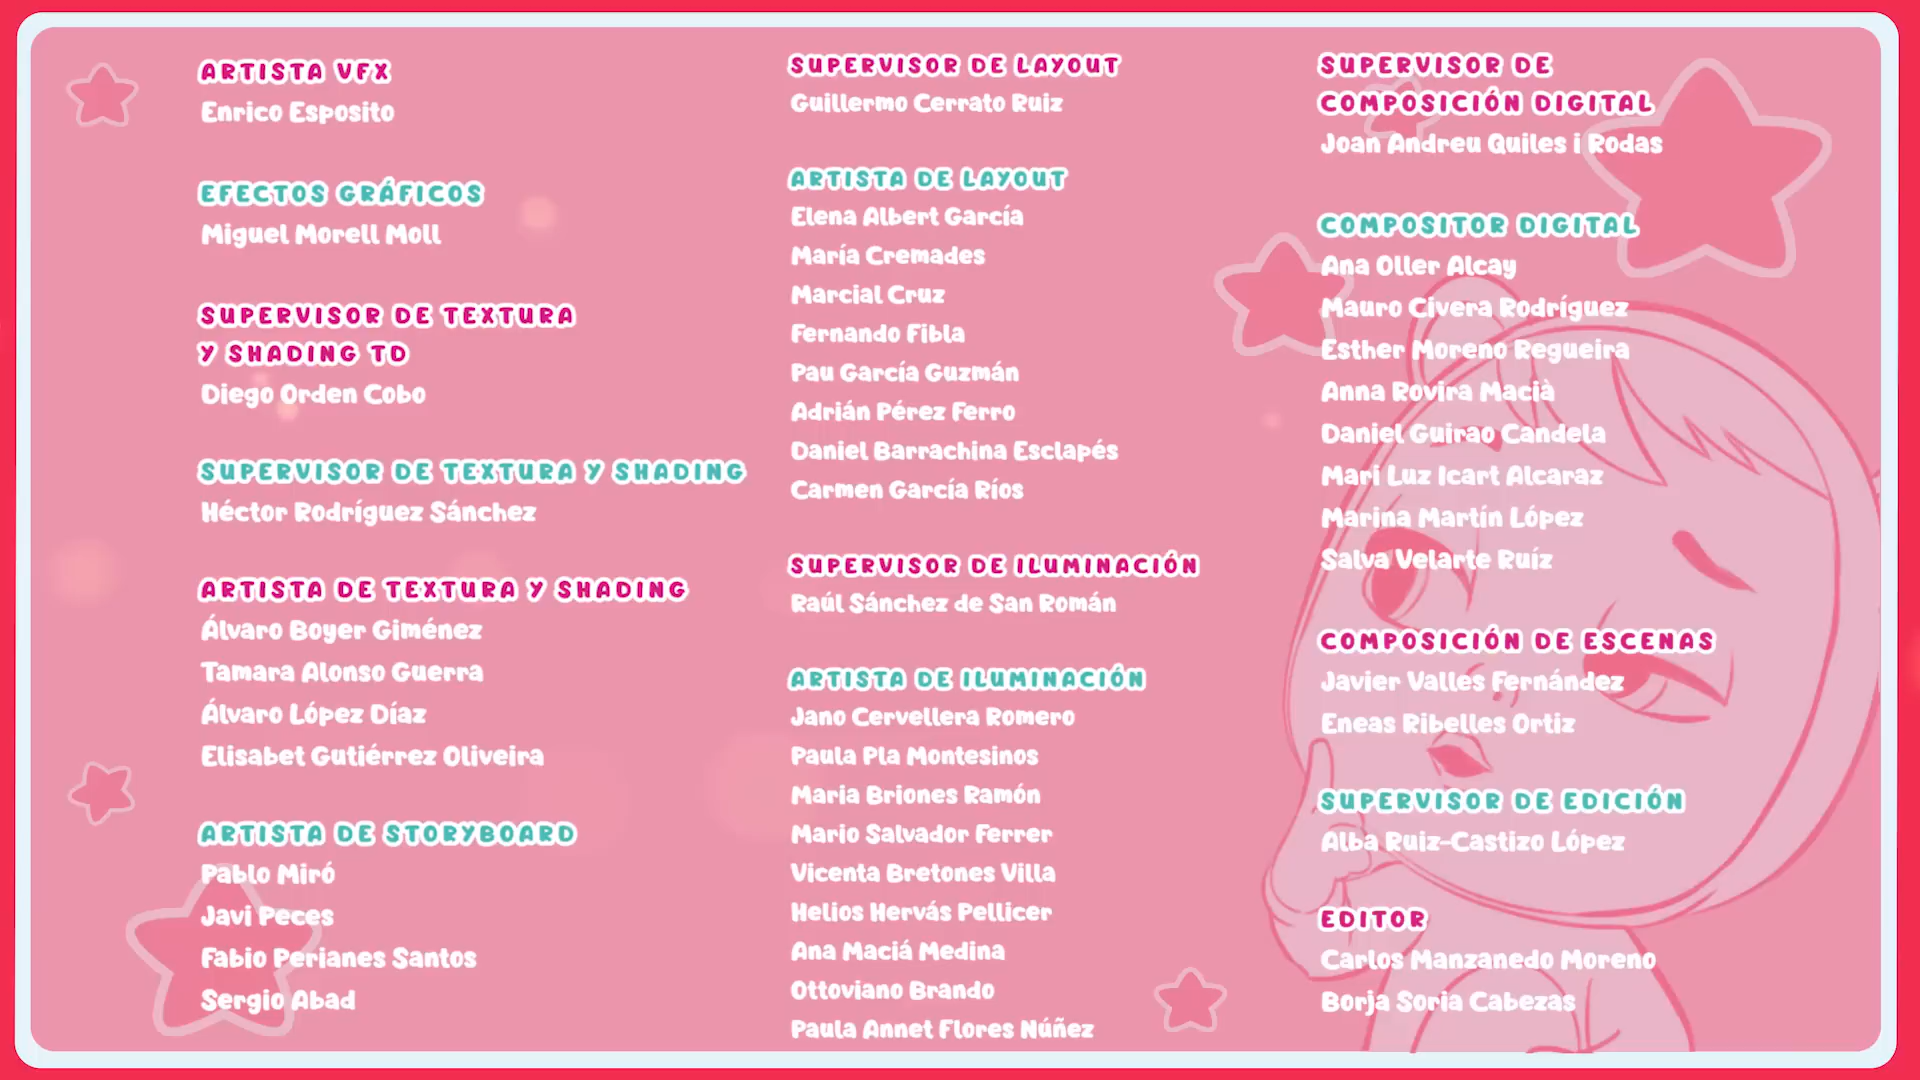 ARTISTA VFX
Enrico Esposito
EFECTOS GRÁFICOS
Miguel Morell Moll
SUPERVISOR DE TEXTURA
Y SHADING TD
Diego Orden Cobo
SUPERVISOR DE TEXTURA Y SHADING
Héctor Rodríguez Sánchez
ARTISTA DE TEXTURA Y SHADING
Álvaro Boyer Giménez
Tamara Alonso Guerra
Álvaro López Díaz
Elisabet Gutiérrez Oliveira
ARTISTA DE STORYBOARD
Pablo Miró
Javi Peces
Fabio Perianes Santos
Sergio Abad
SUPERVISOR DE LAYOUT
Guillermo Cerrato Ruiz
ARTISTA DE LAYOUT
Elena Albert García
María Cremades
Marcial Cruz
Fernando Fibla
Pau García Guzmán
Adrián Pérez Ferro
Daniel Barrachina Esclapés
Carmen García Ríos
SUPERVISOR DE ILUMINACIÓN
Raúl Sánchez de San Román
ARTISTA DE ILUMINACIÓN
Jano Cervellera Romero
Paula Pla Montesinos
Maria Briones Ramón
Mario Salvador Ferrer
Vicenta Bretones Villa
Helios Hervás Pellicer
Ana Maciá Medina
Ottoviano Brando
Paula Annet Flores Núñez
SUPERVISOR DE
COMPOSICIÓN DIGITAL
Joan Andreu Quiles i Rodas
COMPOSITOR DIGITAL
Ana Oller Alcay
Mauro Civera Rodríguez
Esther Moreno Regueira
Anna Rovira Macià
Daniel Guirao Candela
Mari Luz Icart Alcaraz
Marina Martín López
Salva Velarte Ruíz
COMPOSICIÓN DE ESCENAS
Javier Valles Fernández
Eneas Ribelles Ortiz
SUPERVISOR DE EDICIÓN
Alba Ruiz-Castizo López
EDITOR
Carlos Manzanedo Moreno
Borja Soria Cabezas